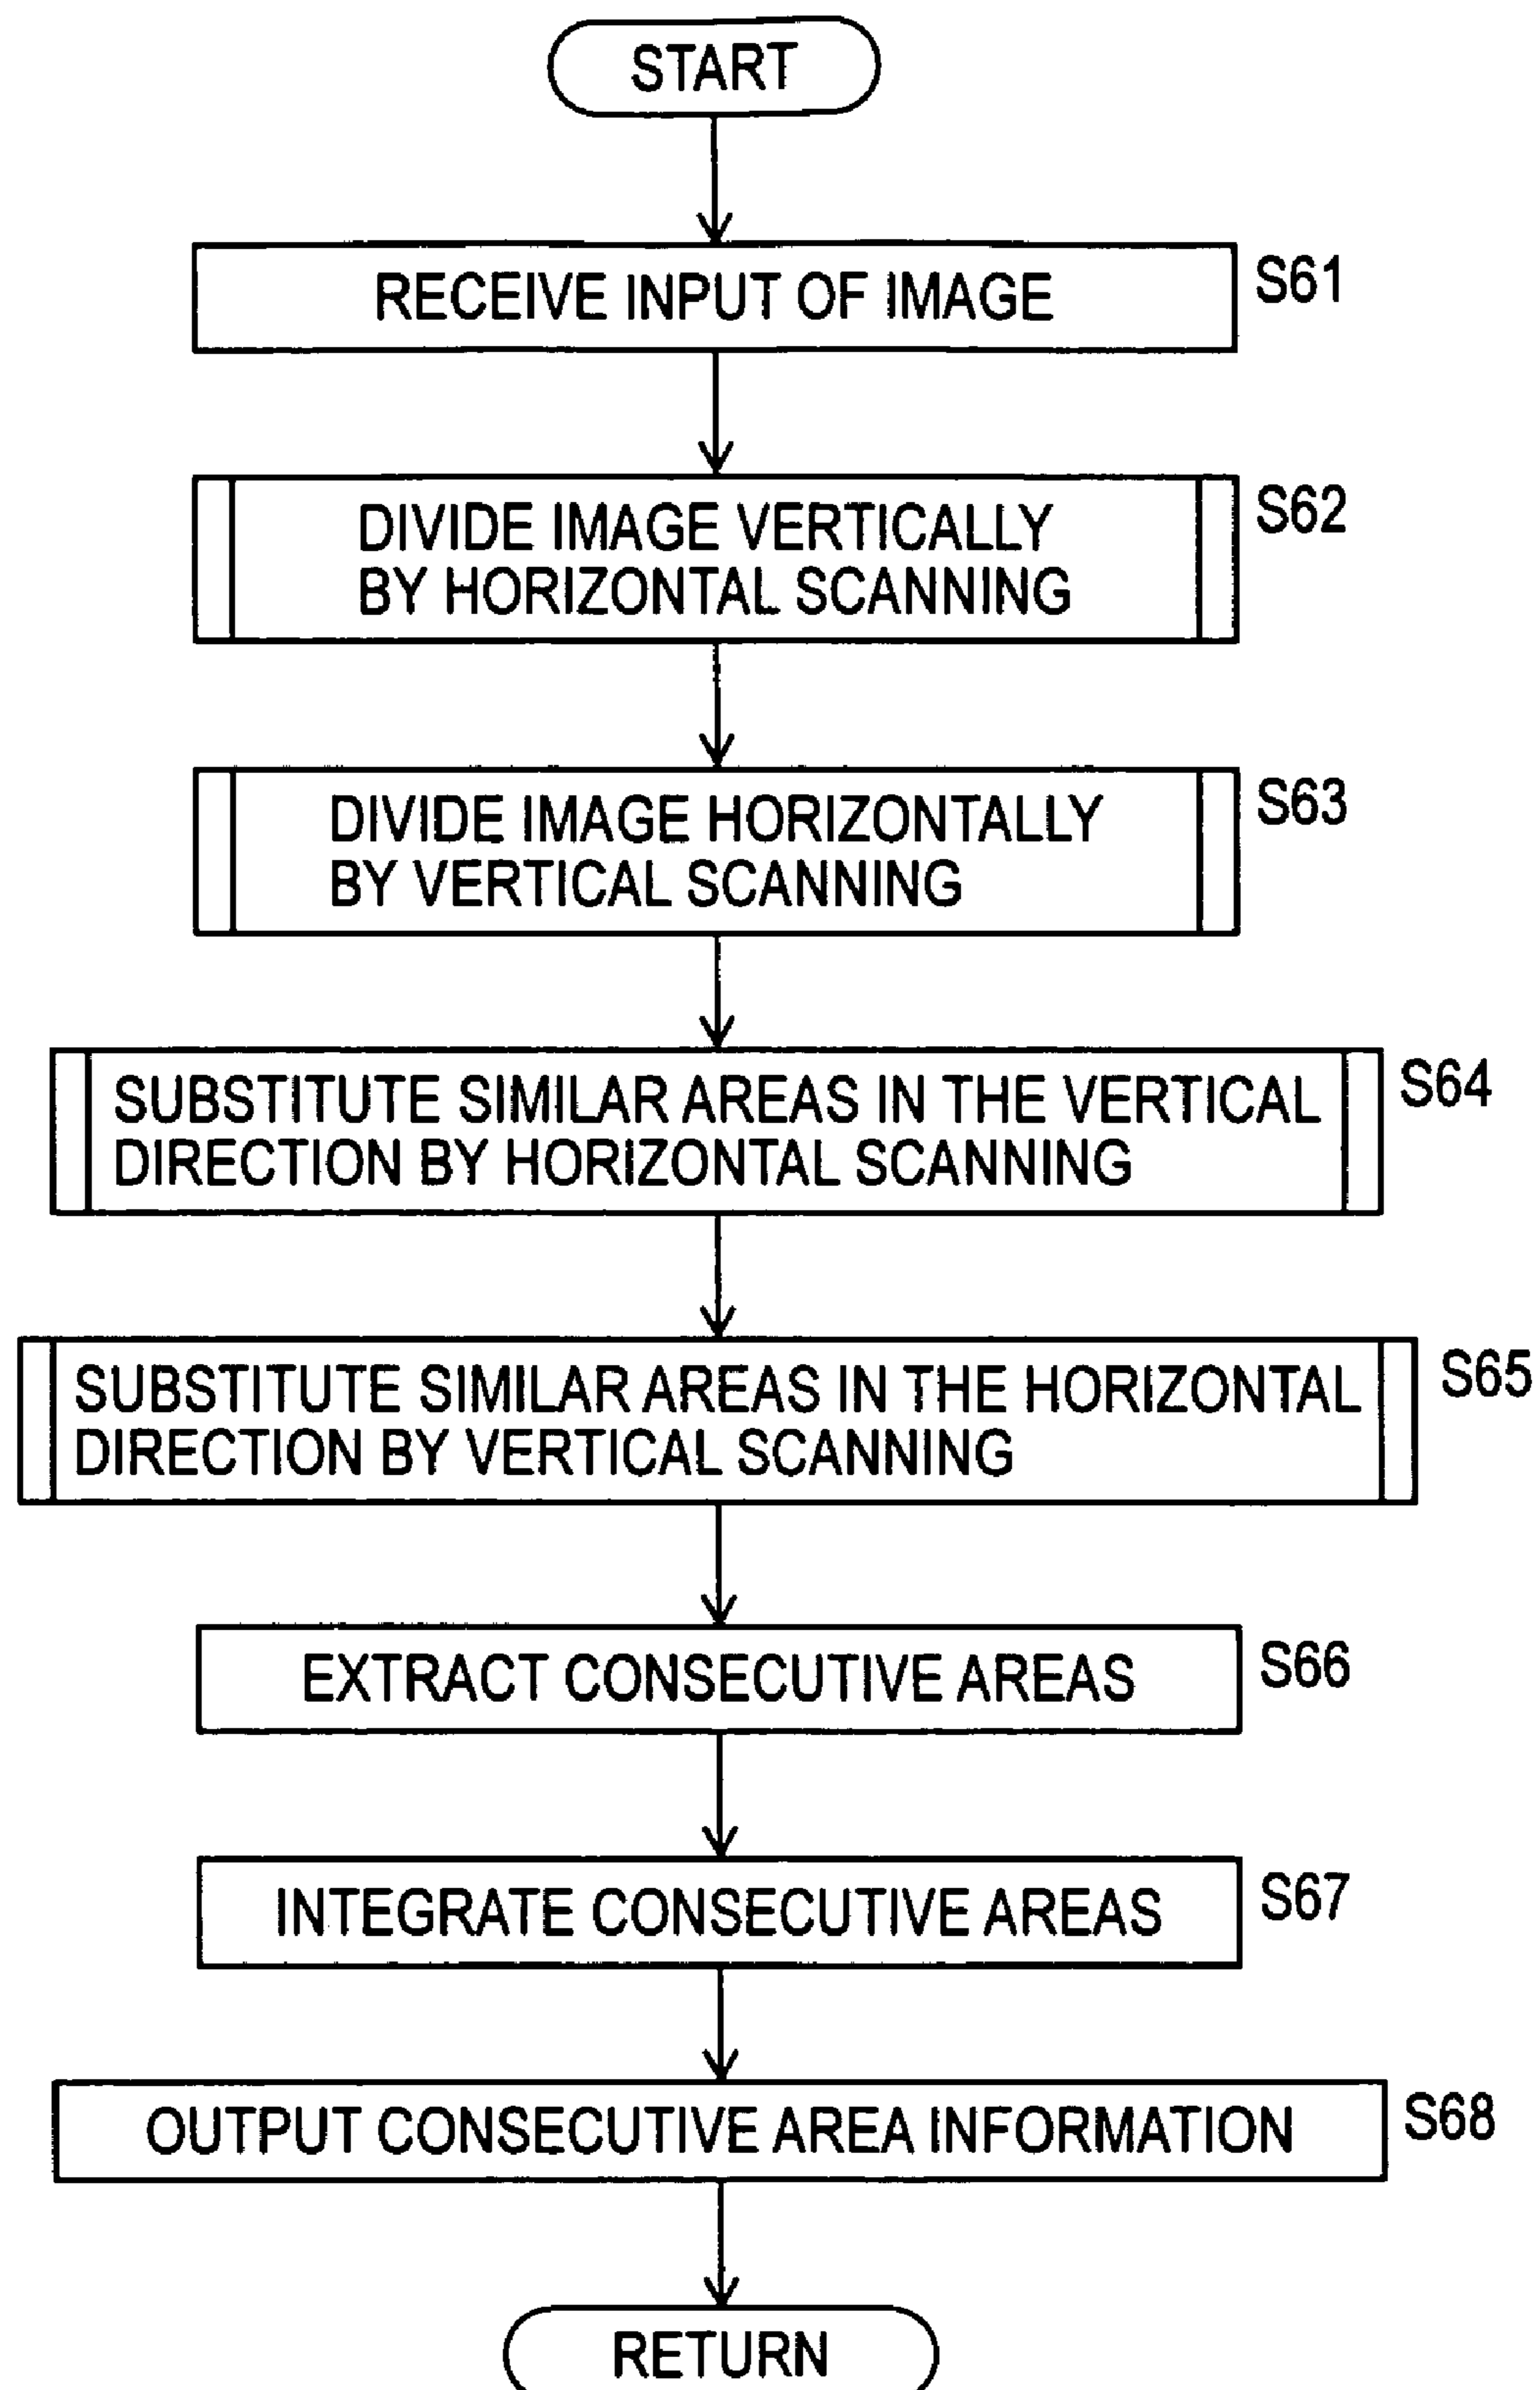 START
RECEIVE INPUT OF IMAGE
S61
DIVIDE IMAGE VERTICALLY
BY HORIZONTAL SCANNING
S62
DIVIDE IMAGE HORIZONTALLY
BY VERTICAL SCANNING
S63
SUBSTITUTE SIMILAR AREAS IN THE VERTICAL
DIRECTION BY HORIZONTAL SCANNING
S64
SUBSTITUTE SIMILAR AREAS IN THE HORIZONTAL
DIRECTION BY VERTICAL SCANNING
S65
EXTRACT CONSECUTIVE AREAS
S66
INTEGRATE CONSECUTIVE AREAS
S67
OUTPUT CONSECUTIVE AREA INFORMATION
S68
RETURN